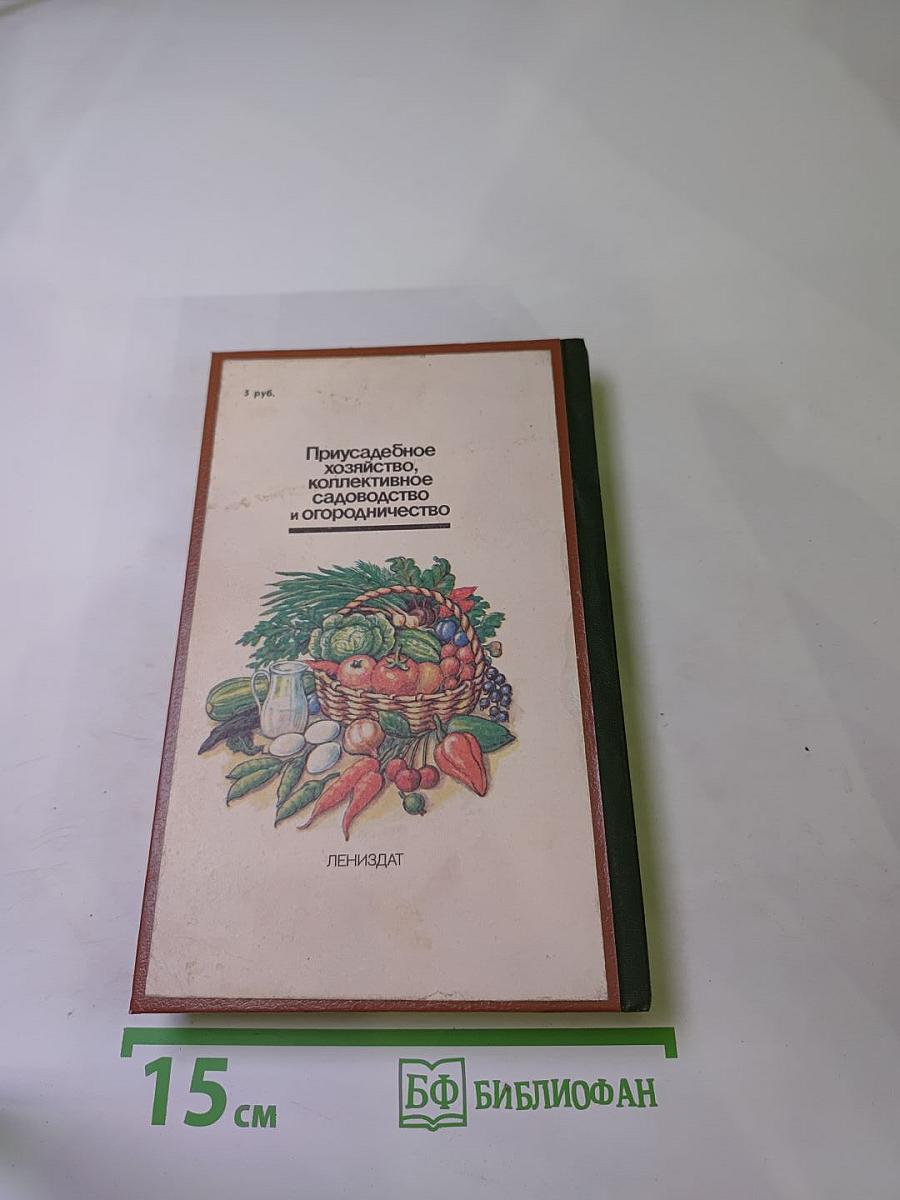 3 руб.
Приусадебное
хозяйство,
коллективное
садоводство
и огородничество
ЛЕНИЗДАТ
15 см
БФ БИБЛИОФАН